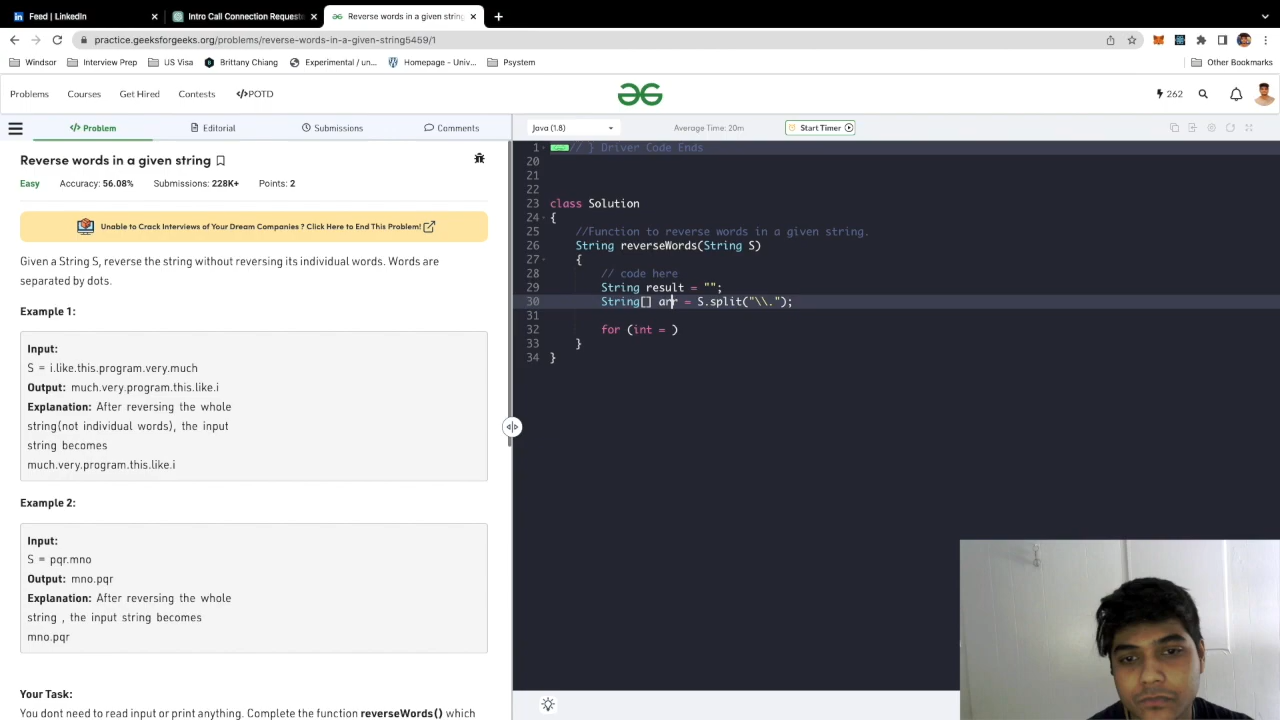 Feed | LinkedIn
Intro Call Connection Requeste
Reverse words in a given string
practice.geeksforgeeks.org/problems/reverse-words-in-a-given-string5459/1
Windsor
Interview Prep
US Visa
Brittany Chiang
Experimental / un...
Homepage - Univ...
Psystem
Other Bookmarks
Problems
Courses
Get Hired
Contests
</>POTD
262
</> Problem
Editorial
Submissions
Comments
Java (1.8)
Average Time: 20m
Start Timer
Reverse words in a given string
Easy Accuracy: 56.08% Submissions: 228K+ Points: 2
Unable to Crack Interviews of Your Dream Companies ? Click Here to End This Problem!
Given a String S, reverse the string without reversing its individual words. Words are
separated by dots.
Example 1:
Input:
S = i.like.this.program.very.much
Output: much.very.program.this.like.i
Explanation: After reversing the whole
string(not individual words), the input
string becomes
much.very.program.this.like.i
Example 2:
Input:
S = pqr.mno
Output: mno.pqr
Explanation: After reversing the whole
string , the input string becomes
mno.pqr
Your Task:
You dont need to read input or print anything. Complete the function reverseWords() which
1 // } Driver Code Ends
20
21
22
23 class Solution
24 {
25 //Function to reverse words in a given string.
26 String reverseWords(String S)
27 {
28 // code here
29 String result = "";
30 String[] arr = S.split("\\.");
31
32 for (int = )
33 }
34 }